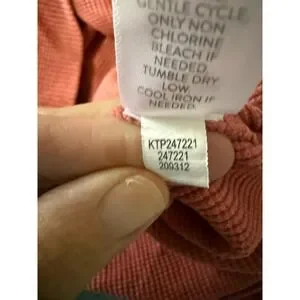 GENTLE CYCLE
ONLY NON
CHLORINE
BLEACH IF
NEEDED.
TUMBLE DRY
LOW.
COOL IRON IF
NEEDED.
KTP247221
247221
209312